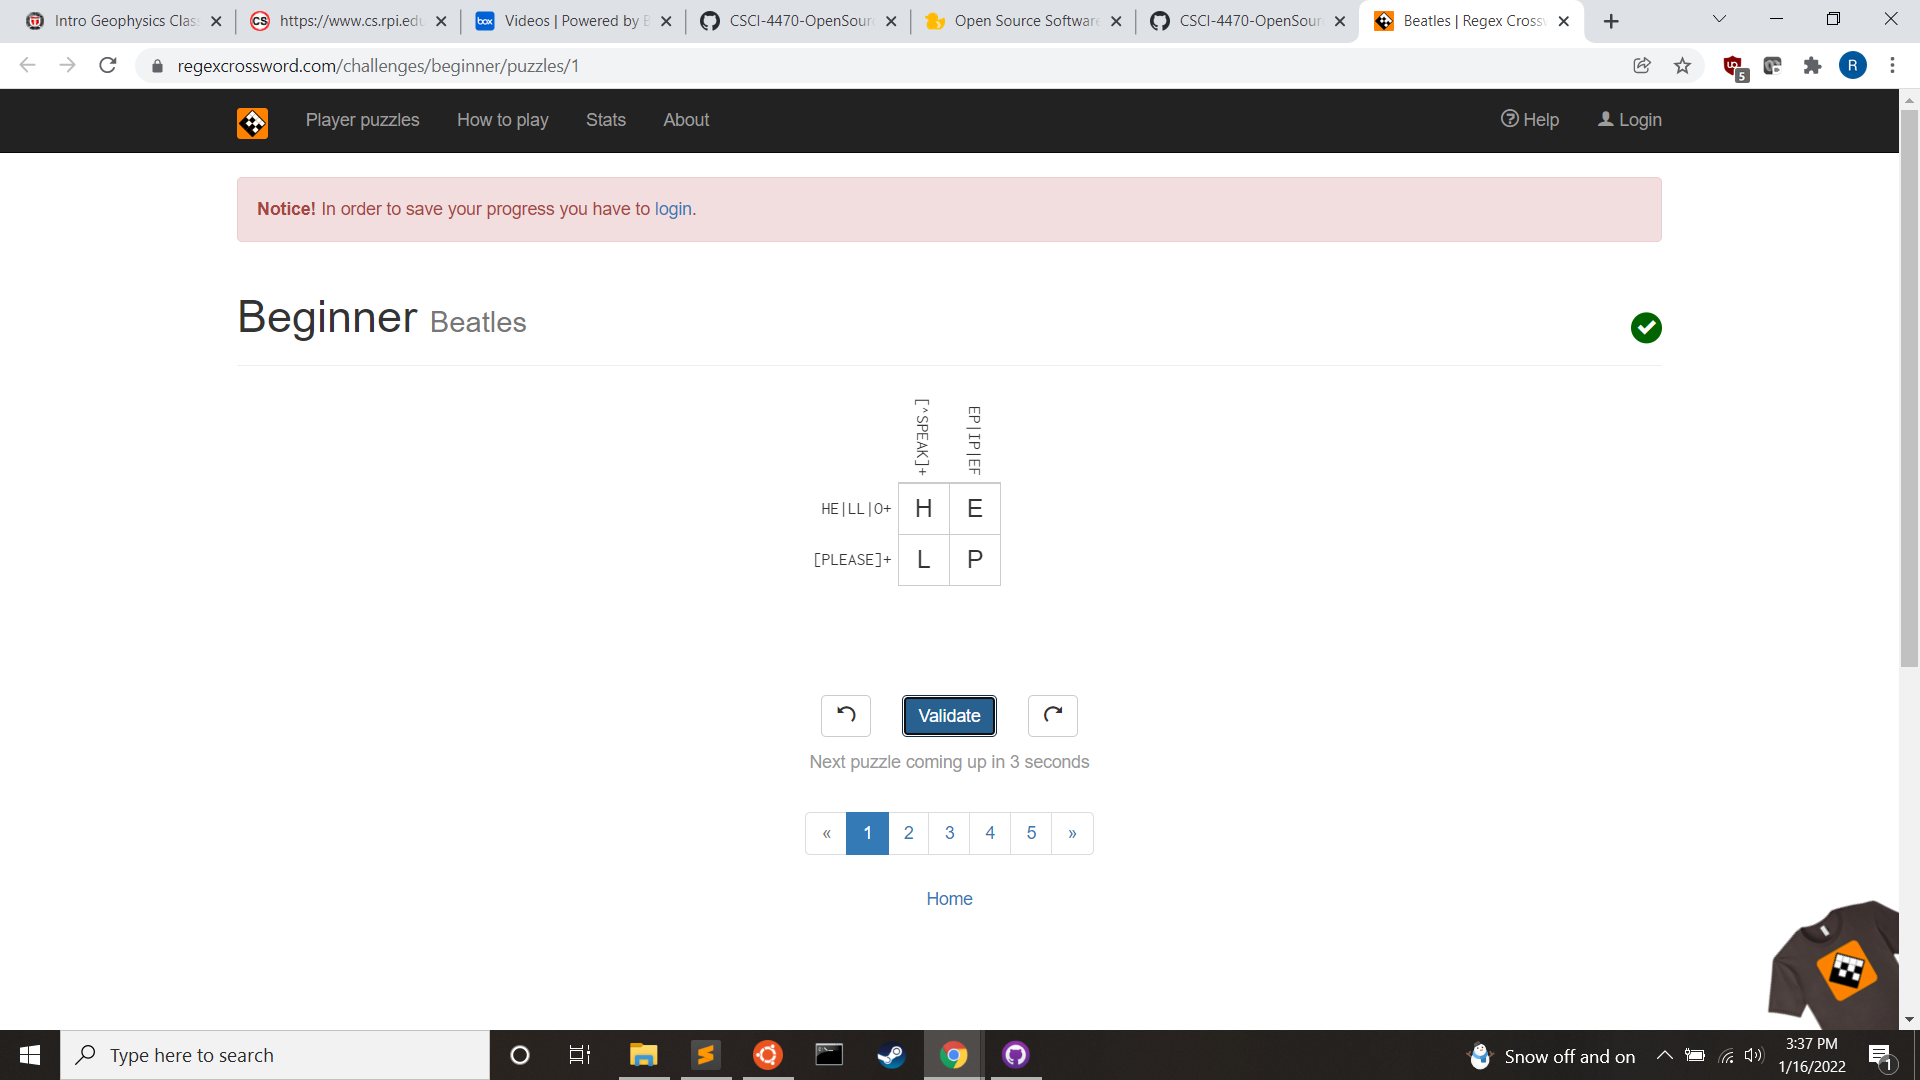 Intro Geophysics Clas
https://www.cs.rpi.edu
Videos | Powered by B
CSCI-4470-OpenSourc
Open Source Software
CSCI-4470-OpenSour
Beatles | Regex Crossw
regexcrossword.com/challenges/beginner/puzzles/1
5
R
Player puzzles
How to play
Stats
About
Help
Login
Notice! In order to save your progress you have to login.
Beginner Beatles
[^SPEAK]+
EP|IP|EF
HE|LL|O+ H E
[PLEASE]+ L P
Validate
Next puzzle coming up in 3 seconds
« 1 2 3 4 5 »
Home
Type here to search
Snow off and on
3:37 PM
1/16/2022
1